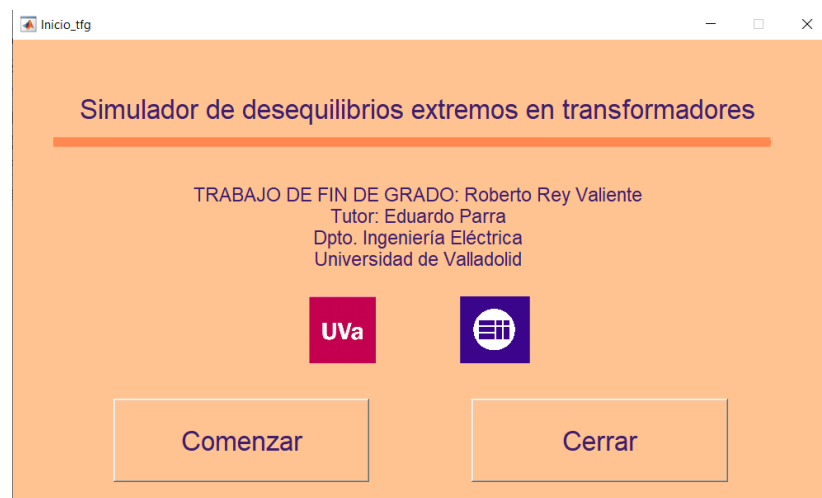 Inicio_tfg
Simulador de desequilibrios extremos en transformadores
TRABAJO DE FIN DE GRADO: Roberto Rey Valiente
Tutor: Eduardo Parra
Dpto. Ingeniería Eléctrica
Universidad de Valladolid
UVa
eii
Comenzar
Cerrar